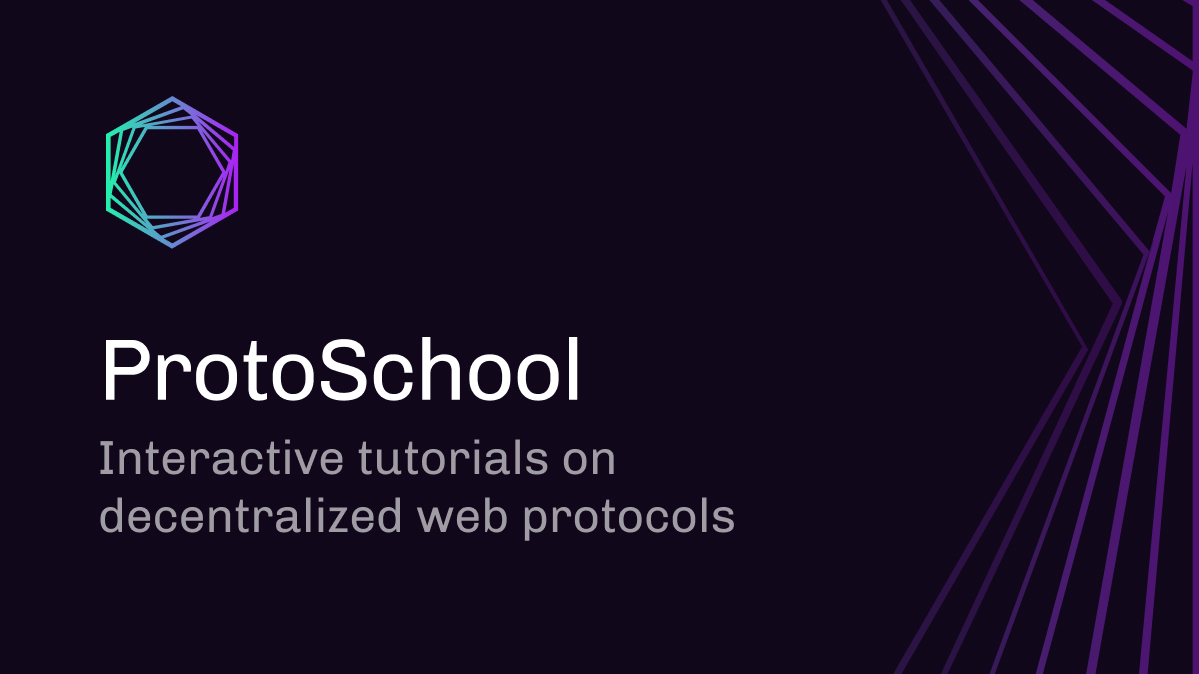 ProtoSchool
Interactive tutorials on
decentralized web protocols